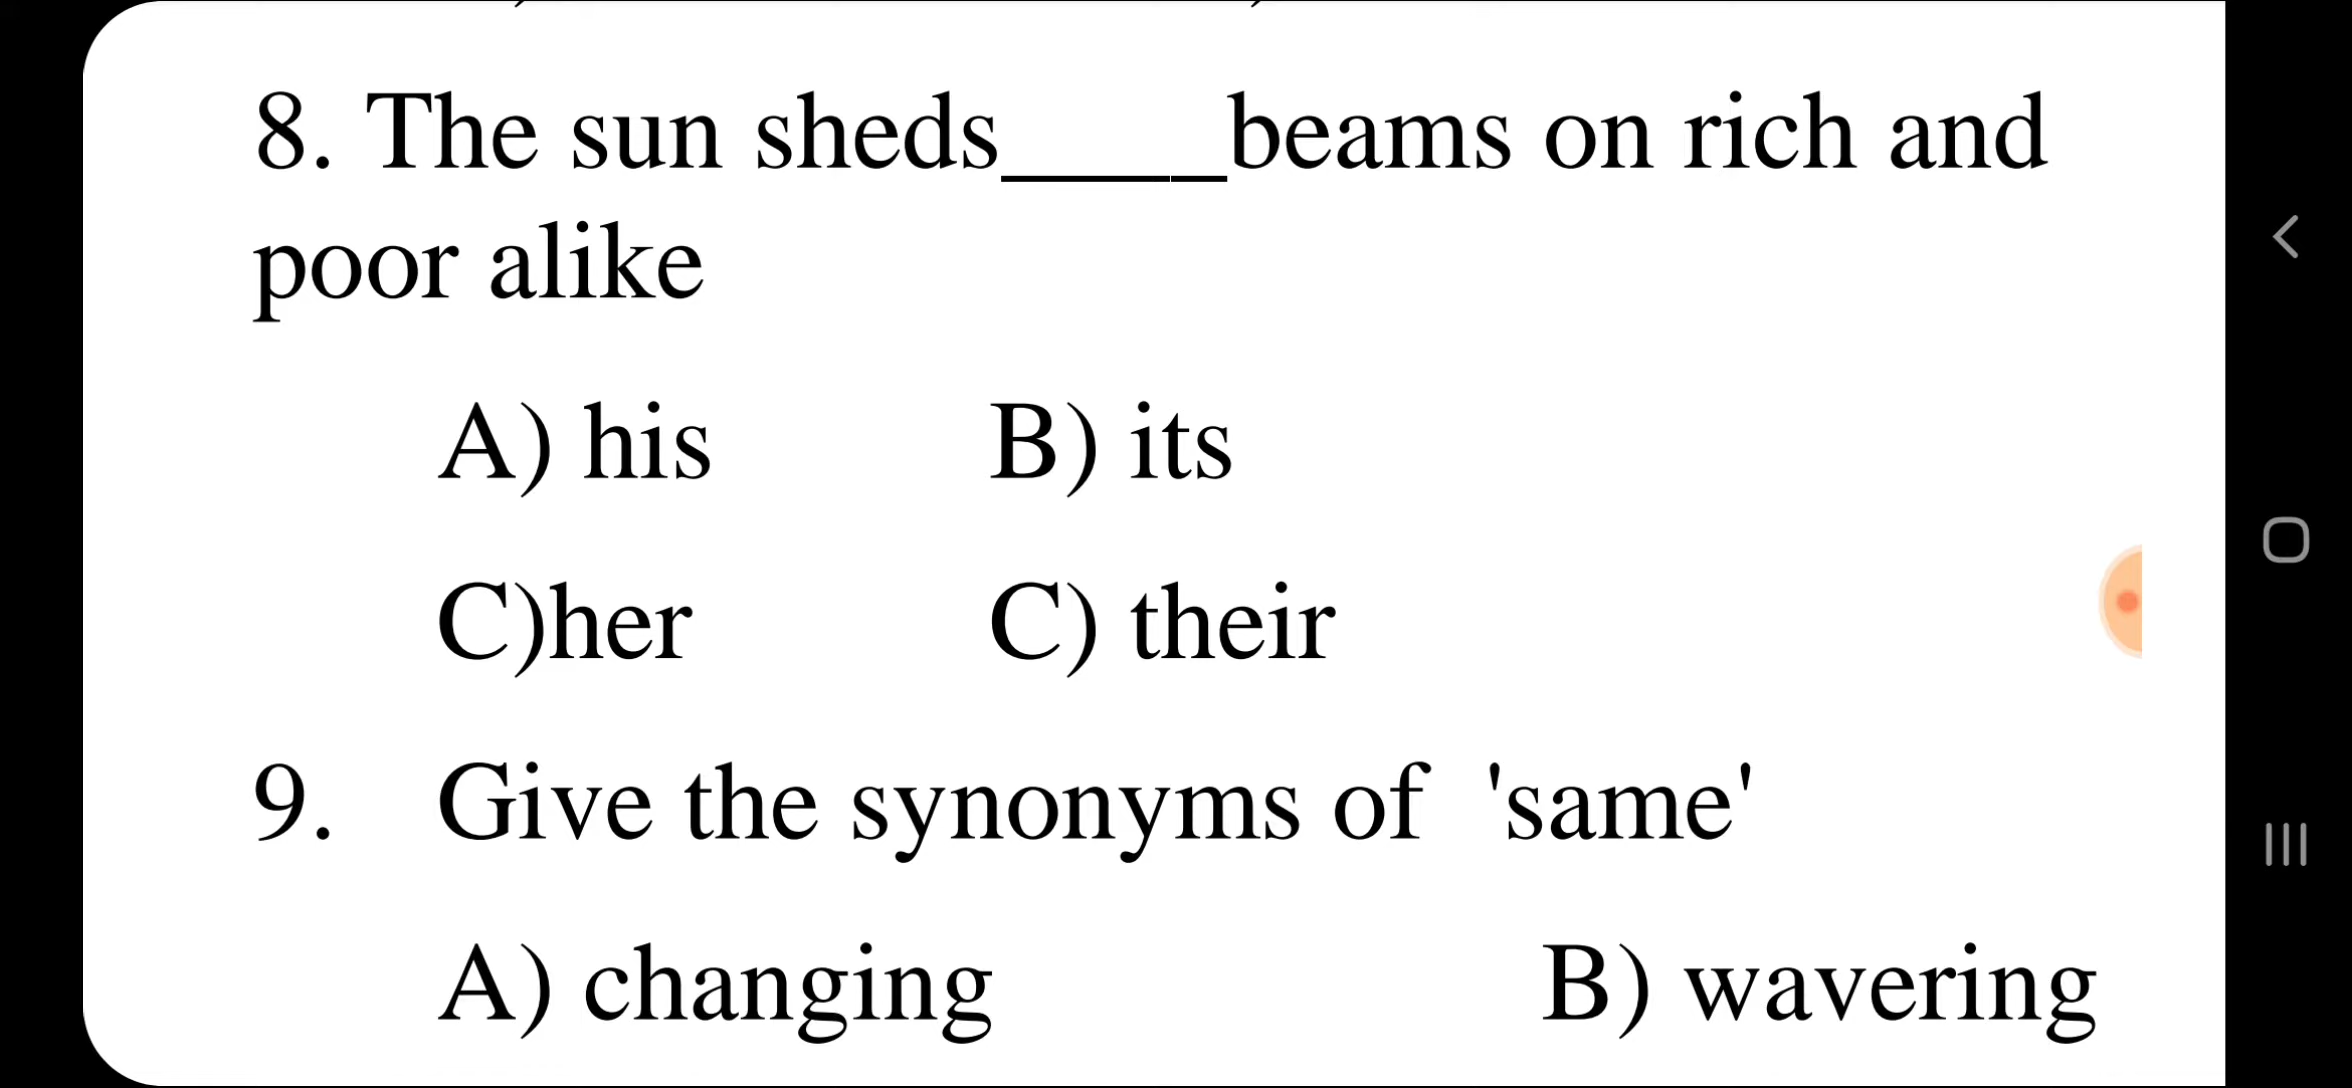 8. The sun sheds_____beams on rich and
poor alike
A) his B) its
C)her C) their
9. Give the synonyms of 'same'
A) changing B) wavering